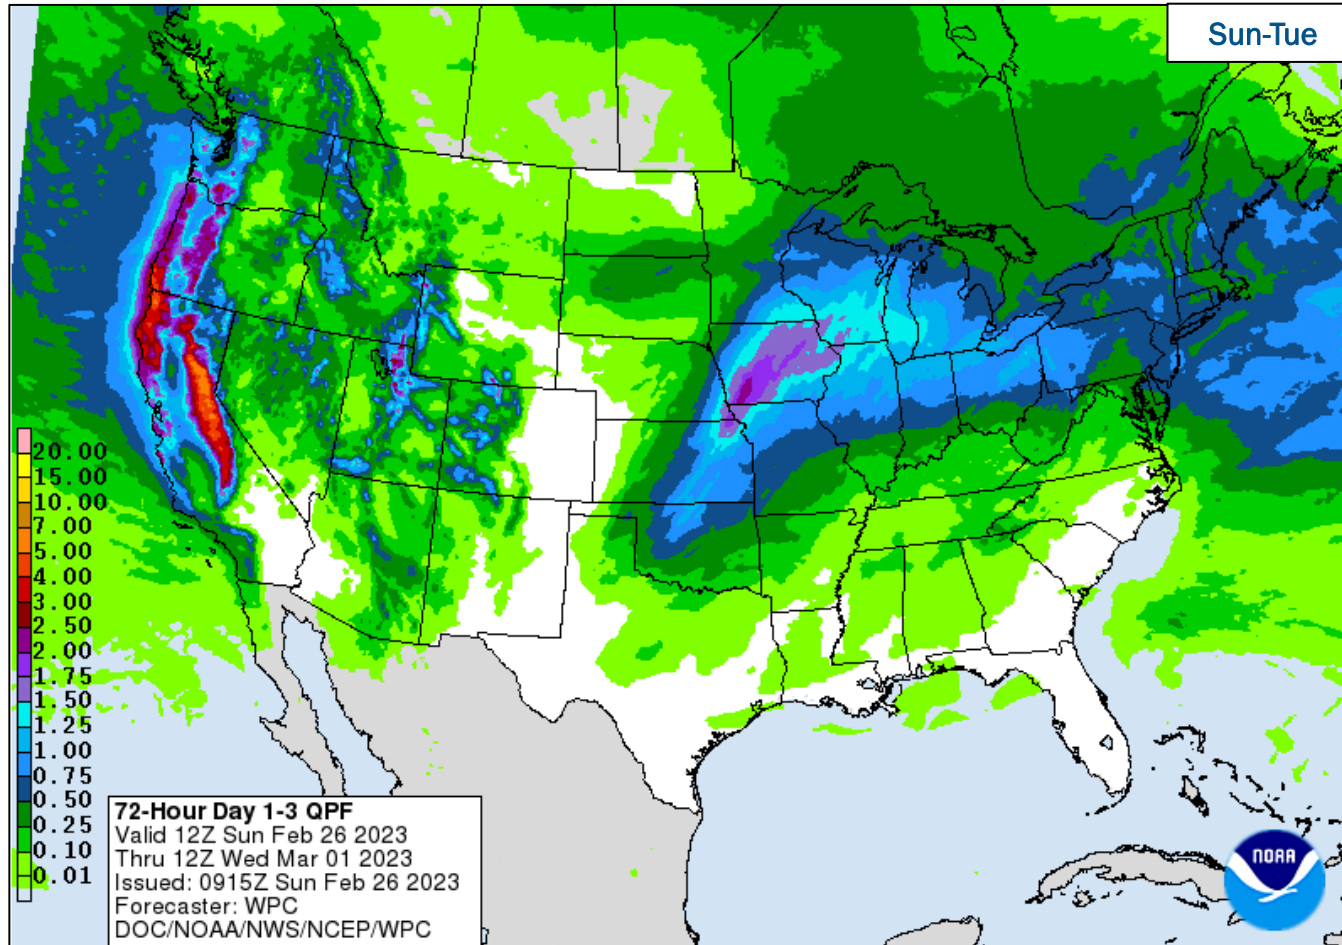 Sun-Tue
20.00
15.00
10.00
7.00
5.00
4.00
3.00
2.50
2.00
1.75
1.50
1.25
1.00
0.75
0.50
0.25
0.10
0.01
72-Hour Day 1-3 QPF
Valid 12Z Sun Feb 26 2023
Thru 12Z Wed Mar 01 2023
Issued: 0915Z Sun Feb 26 2023
Forecaster: WPC
DOC/NOAA/NWS/NCEP/WPC
NOAA